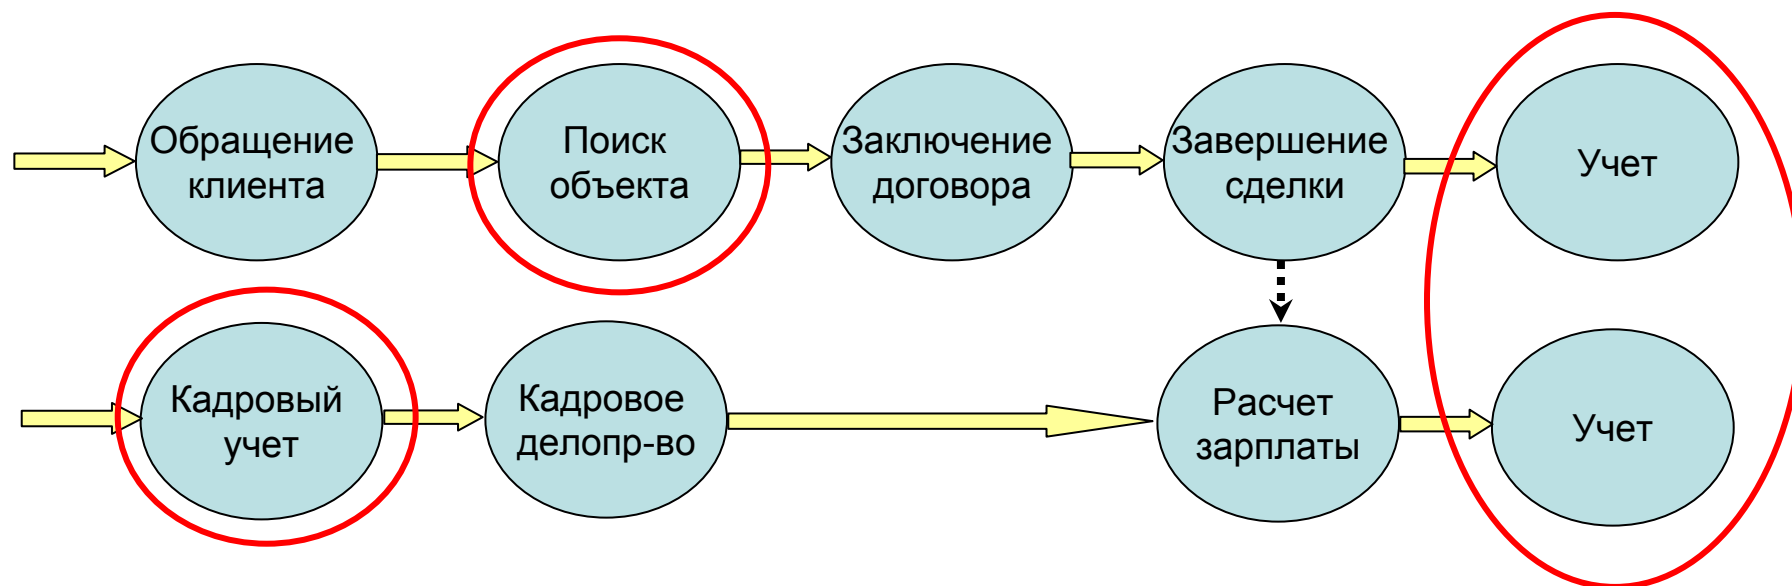 Обращение
клиента
Поиск
объекта
Заключение
договора
Завершение
сделки
Учет
Кадровый
учет
Кадровое
делопр-во
Расчет
зарплаты
Учет